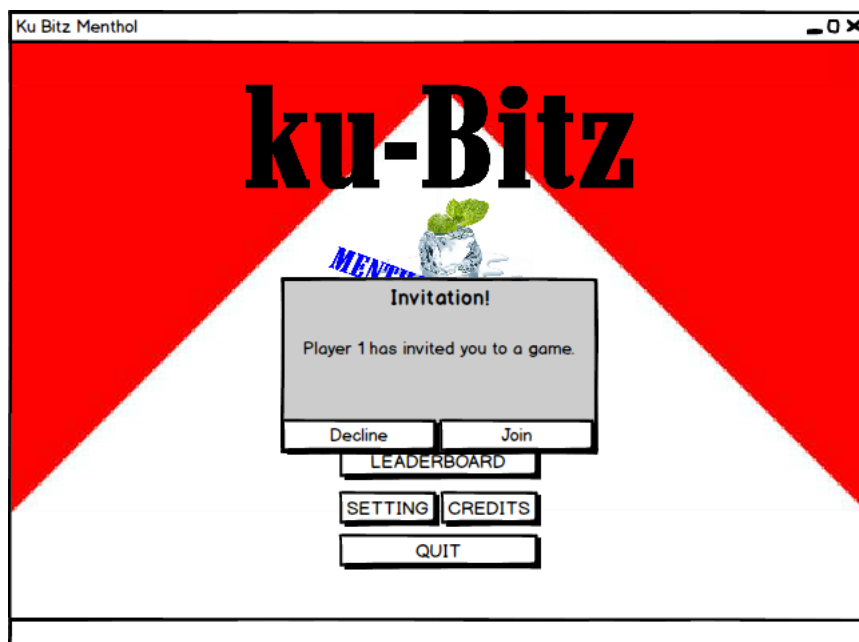 Ku Bitz Menthol
ku-Bitz
Invitation!
Player 1 has invited you to a game.
Decline Join
LEADERBOARD
SETTING CREDITS
QUIT